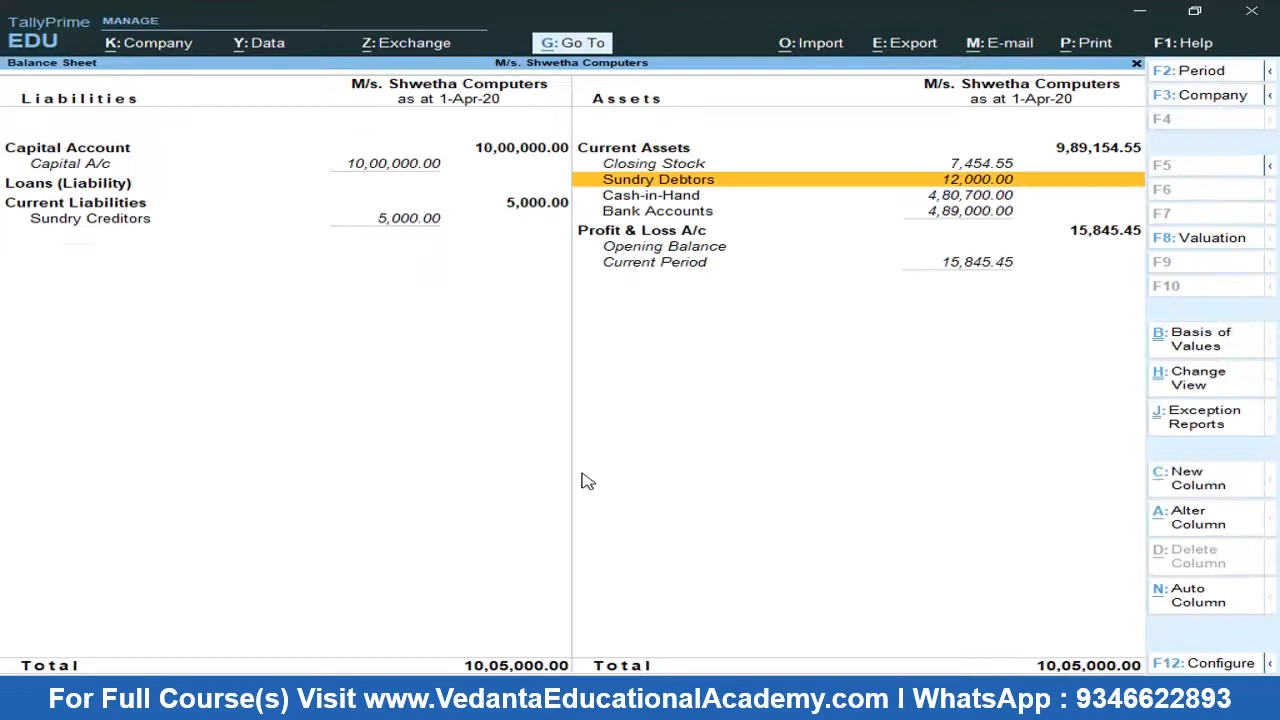 TallyPrime MANAGE
EDU K: Company Y: Data Z: Exchange G: Go To O: Import E: Export M: E-mail P: Print F1: Help
Balance Sheet M/s. Shwetha Computers
Liabilities M/s. Shwetha Computers as at 1-Apr-20
Capital Account 10,00,000.00
Capital A/c 10,00,000.00
Loans (Liability)
Current Liabilities 5,000.00
Sundry Creditors 5,000.00
Total 10,05,000.00
Assets M/s. Shwetha Computers as at 1-Apr-20
Current Assets 9,89,154.55
Closing Stock 7,454.55
Sundry Debtors 12,000.00
Cash-in-Hand 4,80,700.00
Bank Accounts 4,89,000.00
Profit & Loss A/c 15,845.45
Opening Balance
Current Period 15,845.45
Total 10,05,000.00
F2: Period
F3: Company
F4
F5
F6
F7
F8: Valuation
F9
F10
B: Basis of
Values
H: Change
View
J: Exception
Reports
C: New
Column
A: Alter
Column
D: Delete
Column
N: Auto
Column
F12: Configure
For Full Course(s) Visit www.VedantaEducationalAcademy.com I WhatsApp : 9346622893